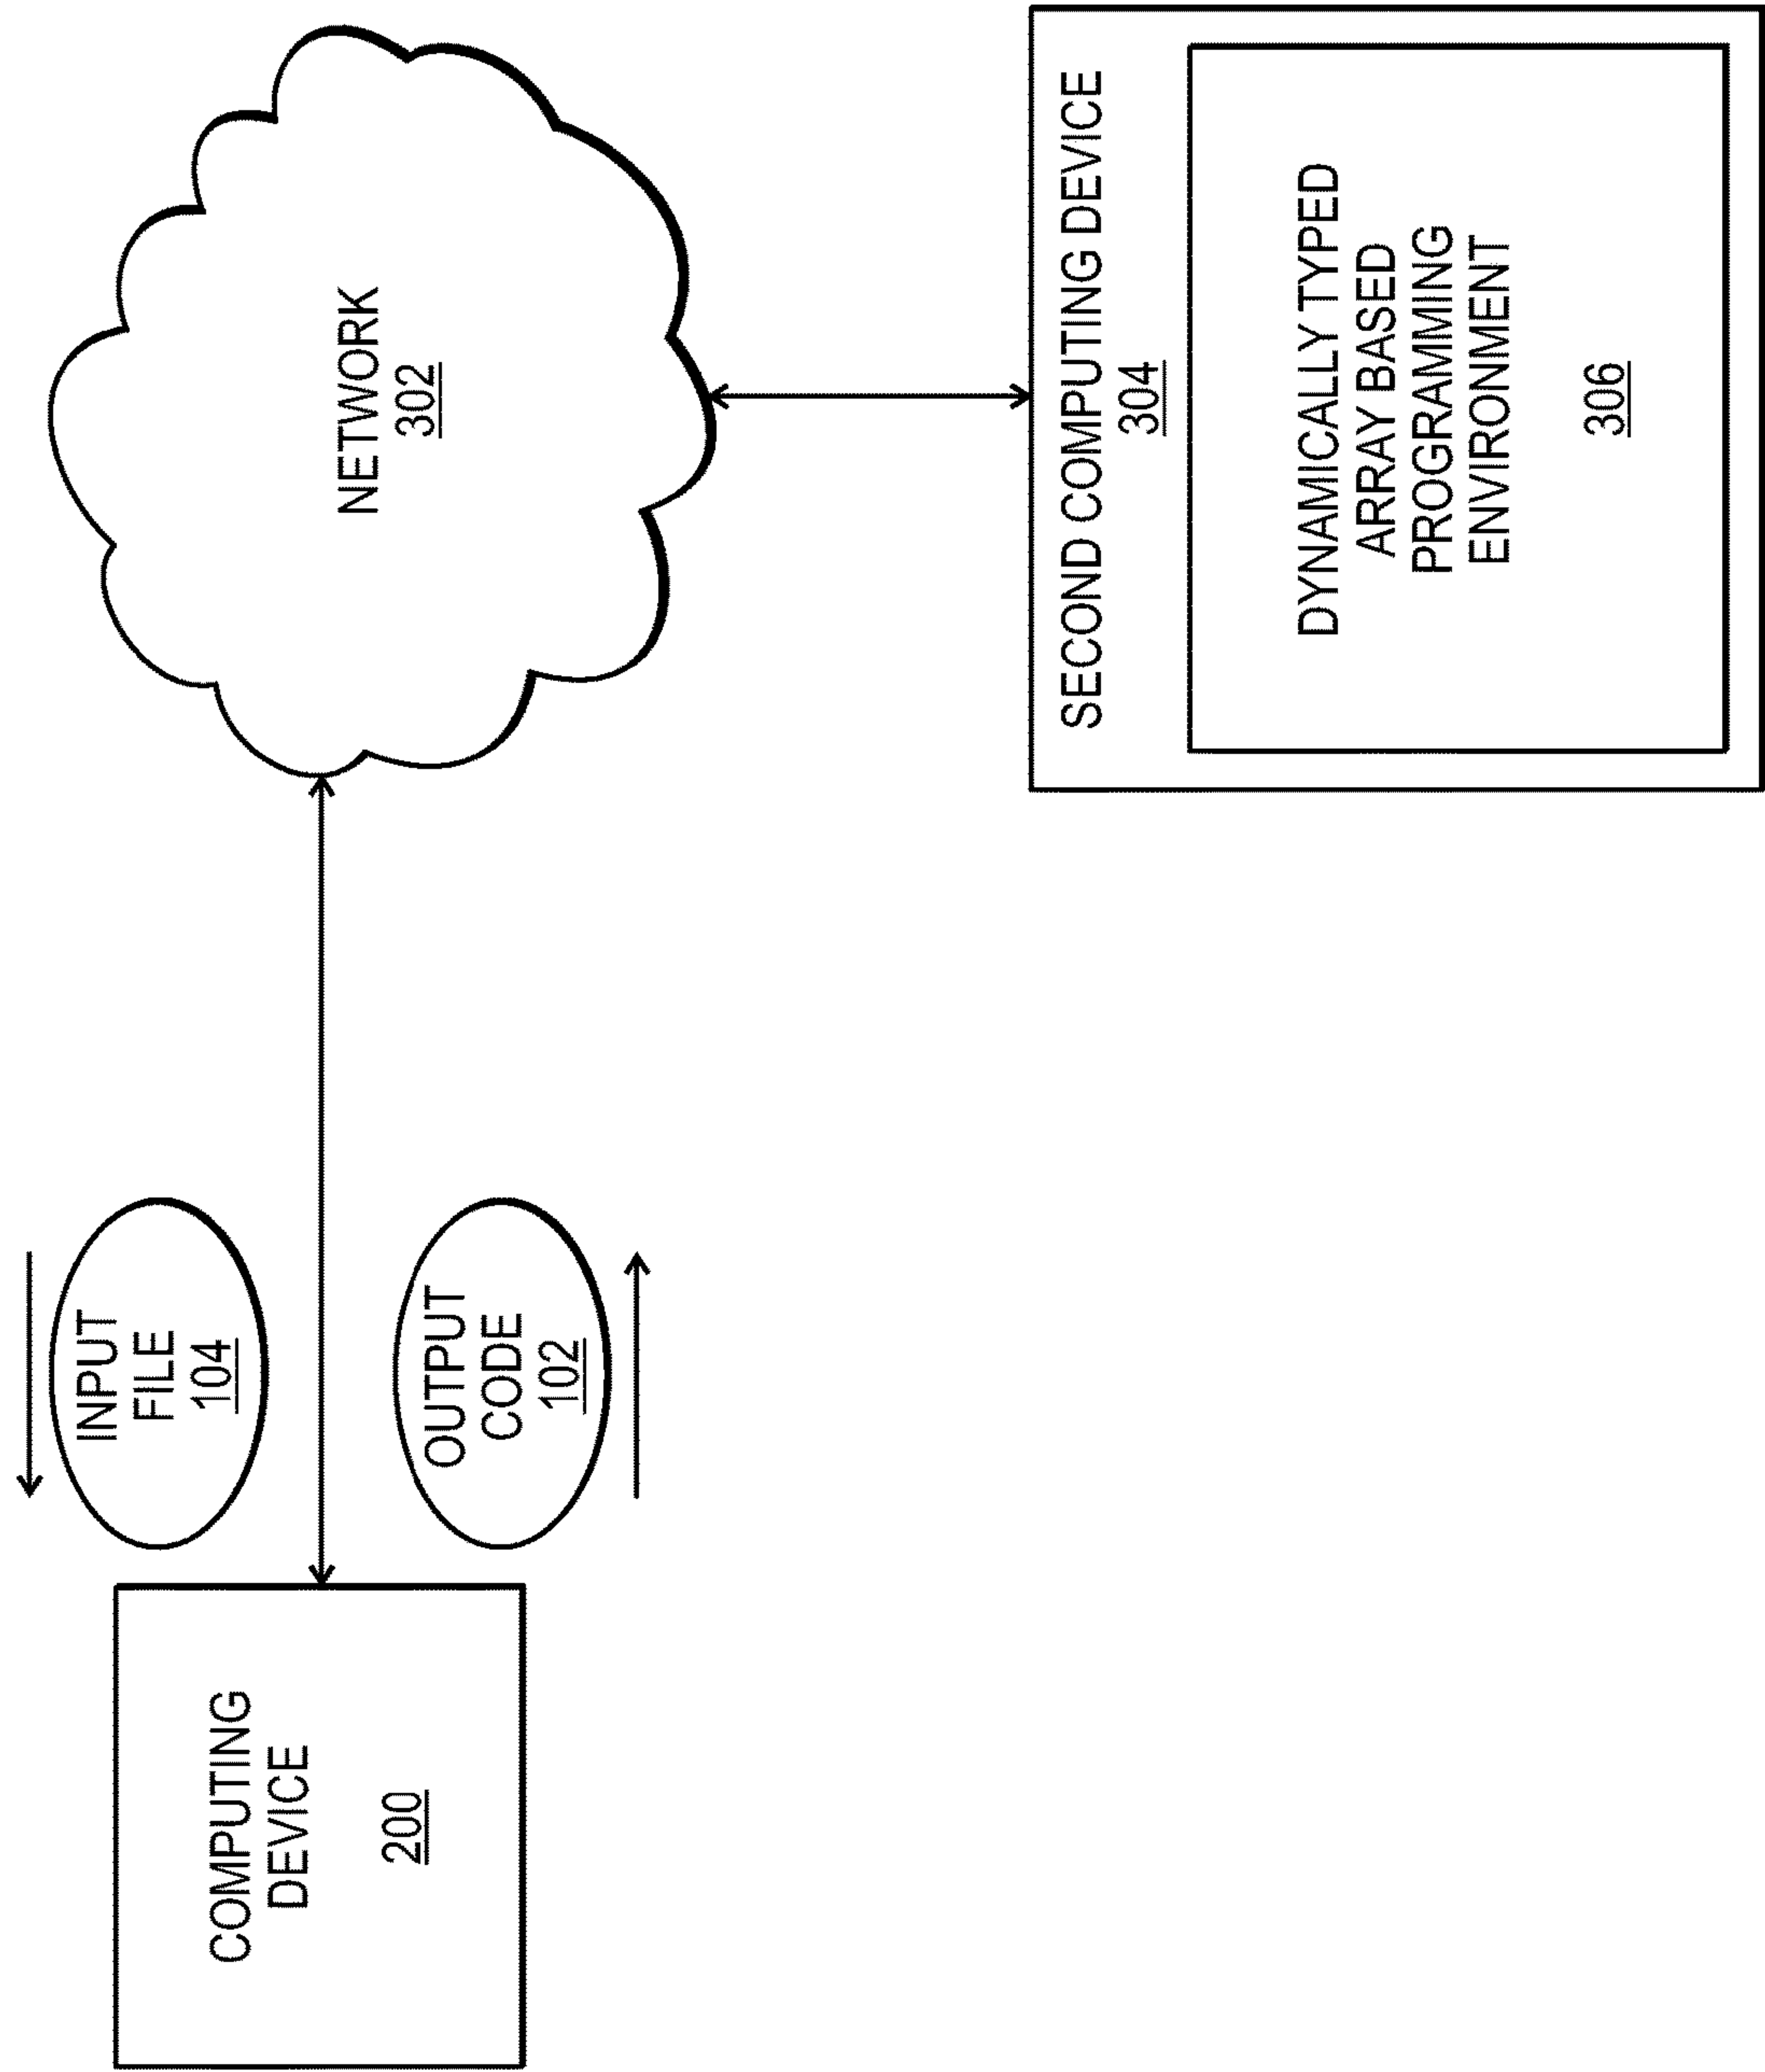 COMPUTING
DEVICE
200
INPUT
FILE
104
OUTPUT
CODE
102
NETWORK
302
SECOND COMPUTING DEVICE
304
DYNAMICALLY TYPED
ARRAY BASED
PROGRAMMING
ENVIRONMENT
306